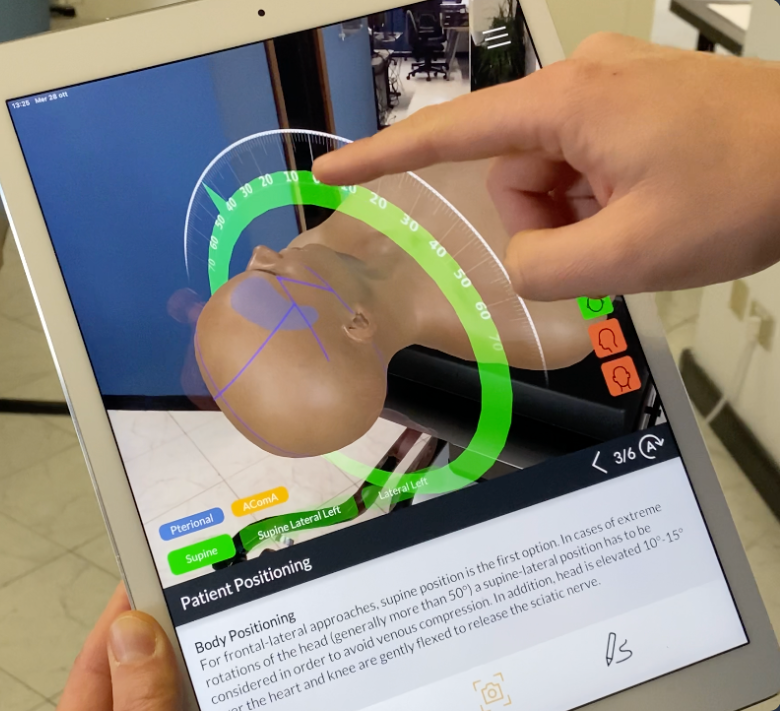 13:25 Mer 28 ott
70 60 50 40 30 20 10 0 10 20 30 40 50 60 70
Pterional
AComA
Supine
Supine Lateral Left
Lateral Left
3/6
A
Patient Positioning
Body Positioning
For frontal-lateral approaches, supine position is the first option. In cases of extreme
rotations of the head (generally more than 50°) a supine-lateral position has to be
considered in order to avoid venous compression. In addition, head is elevated 10°-15°
the heart and knee are gently flexed to release the sciatic nerve.